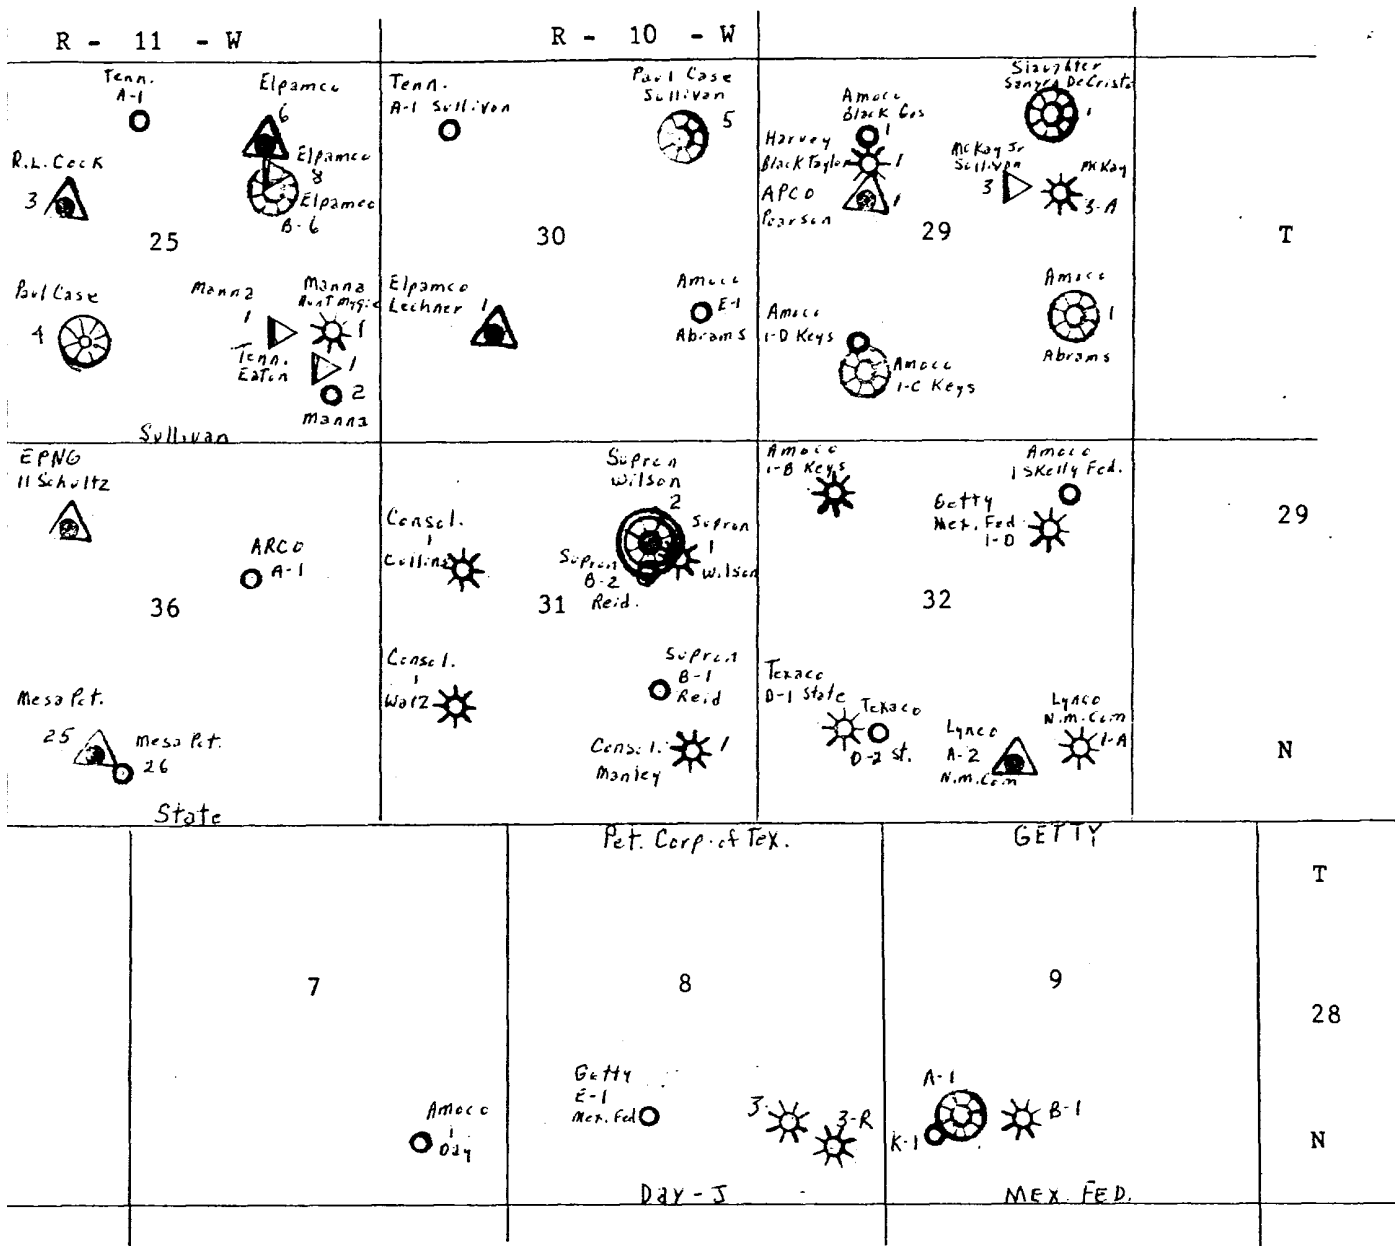 R - 11 - W
R - 10 - W
Tenn.
A-1
Elpamco
6
Tenn.
A-1 Sullivan
Paul Case
Sullivan
5
Amoco
Black Gas
1
Slaughter
1
R.L. Cook
3
Elpamco
8
Elpamco
B-6
Harvey
Black Taylor
1
APCO
1
Pearson
McKay Jr
Sullivan
3
McKay
3-A
25
30
29
T
Paul Case
4
Manna
1
Manna
Aunt Mygie
1
Tenn.
Eaton
1
2
Manna
Elpamco
Lechner
1
Amoco
E-1
Abrams
Amoco
1-D Keys
Amoco
1-C Keys
Amoco
1
Abrams
Sullivan
EPNG
11 Schultz
ARCO
A-1
Supron
Wilson
2
Consol.
1
Collins
Supron
1
Wilson
Supron
B-2
Reid.
Amoco
1-B Keys
Amoco
1 Skelly Fed.
Getty
Mex. Fed.
1-D
29
36
31
32
Mesa Pet.
25
Mesa Pet.
26
Consol.
1
Supron
B-1
Reid
Consol.
Manley
1
Texaco
D-1 State
Texaco
D-2 St.
Lynco
A-2
N.M. Com
Lynco
N.M. Com
1-A
N
State
Pet. Corp. of Tex.
GETTY
T
7
8
9
28
Amoco
1
Day
Getty
E-1
Mex. Fed
3
3-R
A-1
K-1
B-1
N
Day - J
MEX FED.